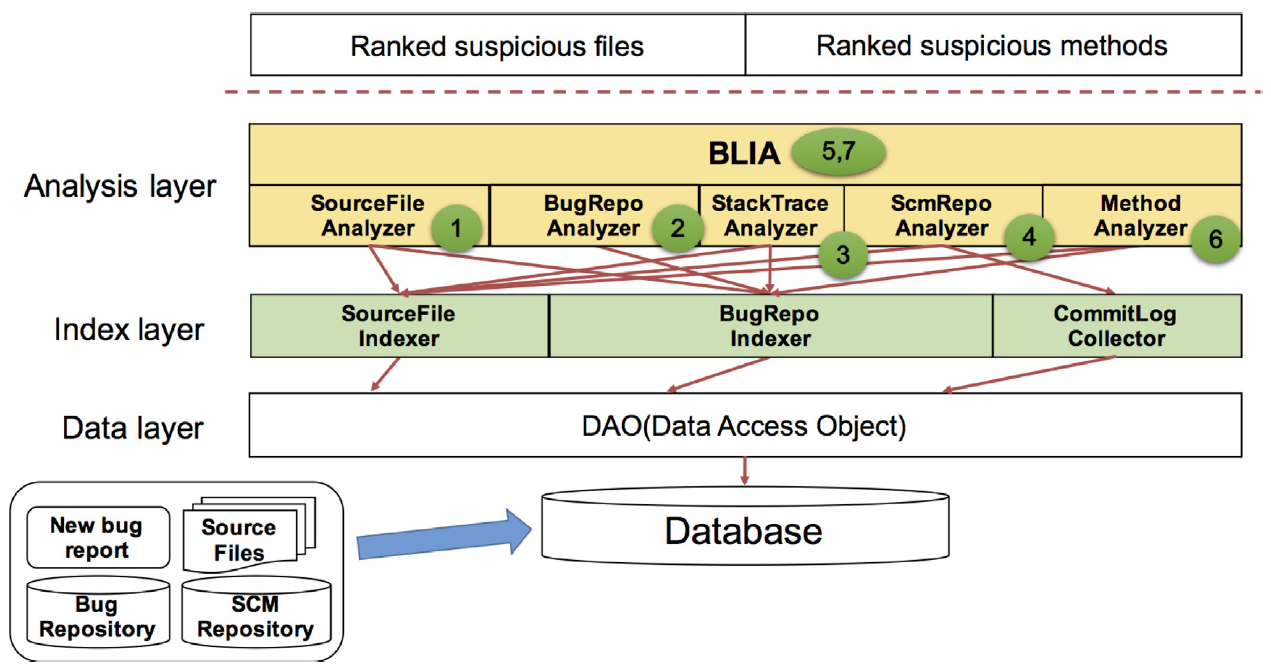 Ranked suspicious files
Ranked suspicious methods
Analysis layer
BLIA
5,7
SourceFile
Analyzer
1
BugRepo
Analyzer
2
StackTrace
Analyzer
3
ScmRepo
Analyzer
4
Method
Analyzer
6
Index layer
SourceFile
Indexer
BugRepo
Indexer
CommitLog
Collector
Data layer
DAO(Data Access Object)
New bug
report
Source
Files
Bug
Repository
SCM
Repository
Database